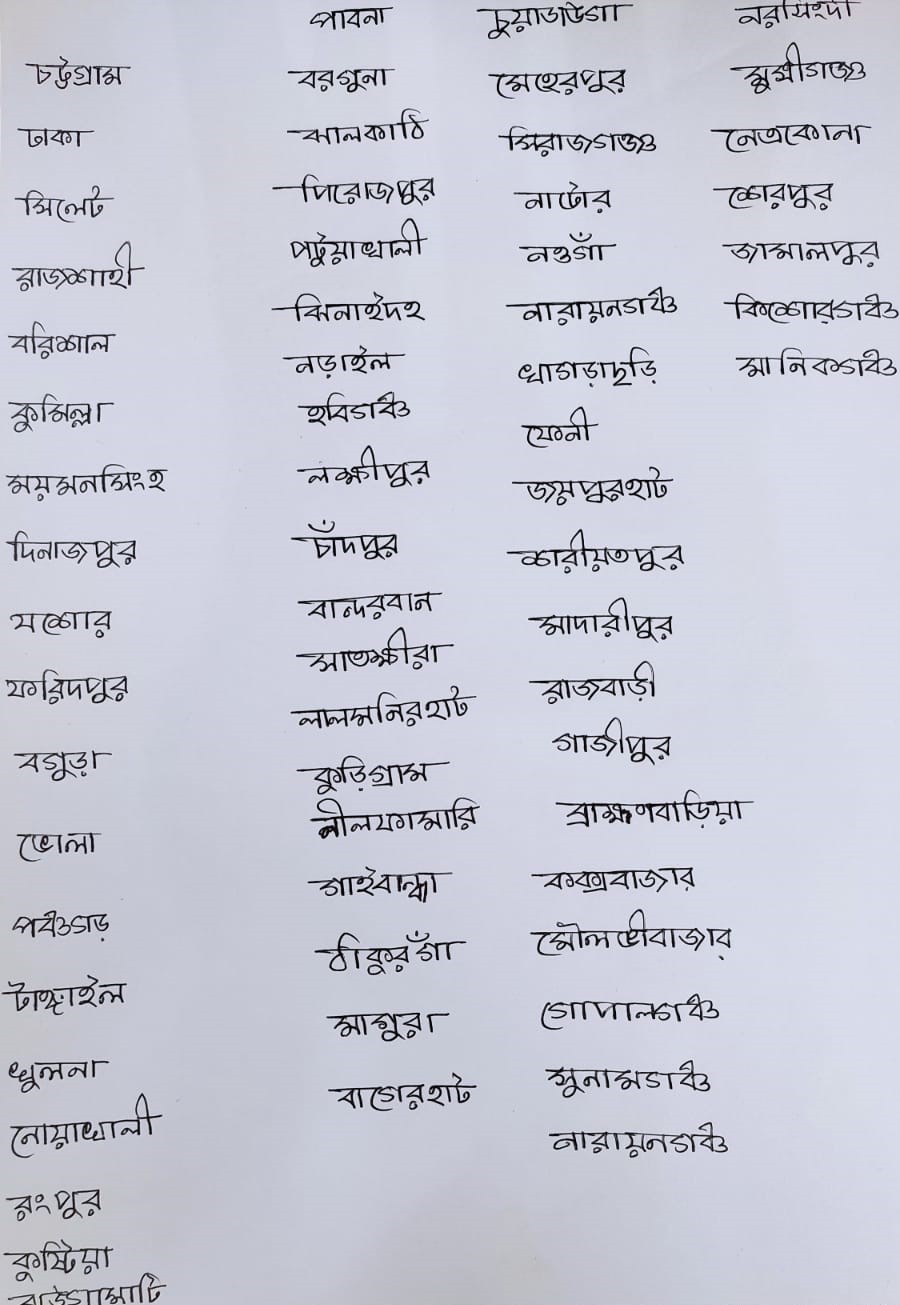 চট্টগ্রাম
ঢাকা
সিলেট
রাজশাহী
বরিশাল
কুমিল্লা
ময়মনসিংহ
দিনাজপুর
যশোর
ফরিদপুর
বগুড়া
ভোলা
পঞ্চগড়
টাঙ্গাইল
খুলনা
নোয়াখালী
রংপুর
কুষ্টিয়া
রাঙামাটি
পাবনা
বরগুনা
ঝালকাঠি
পিরোজপুর
পটুয়াখালী
ঝিনাইদহ
নড়াইল
হবিগঞ্জ
লক্ষীপুর
চাঁদপুর
বান্দরবান
সাতক্ষীরা
লালমনিরহাট
কুড়িগ্রাম
নীলফামারি
গাইবান্ধা
ঠাকুরগাঁ
মাগুরা
বাগেরহাট
চুয়াডাঙা
মেহেরপুর
সিরাজগঞ্জ
নাটোর
নওগাঁ
নারায়নগঞ্জ
খাগড়াছড়ি
ফেনী
জয়পুরহাট
শরীয়তপুর
মাদারীপুর
রাজবাড়ী
গাজীপুর
ব্রাহ্মণবাড়িয়া
কক্সবাজার
মৌলভীবাজার
গোপালগঞ্জ
সুনামগঞ্জ
নারায়নগঞ্জ
নরসিংদী
মুন্সীগঞ্জ
নেত্রকোনা
শেরপুর
জামালপুর
কিশোরগঞ্জ
মানিকগঞ্জ